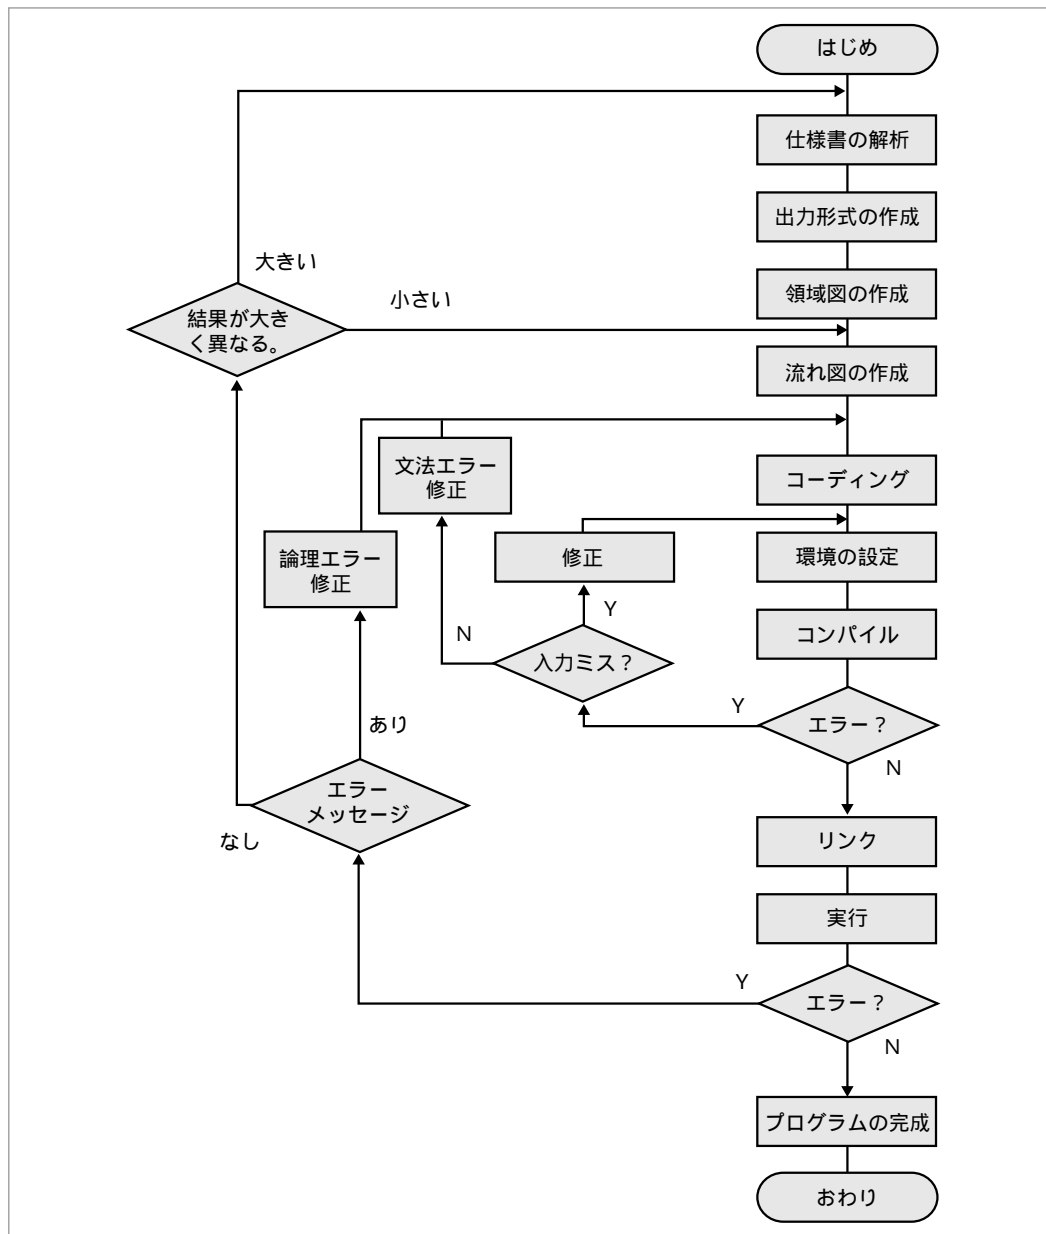 はじめ
仕様書の解析
出力形式の作成
大きい
領域図の作成
小さい
結果が大き
く異なる。
流れ図の作成
文法エラー
修正
コーディング
論理エラー
修正
修正
環境の設定
Y
N
コンパイル
入力ミス？
Y
エラー？
あり
N
エラー
メッセージ
なし
リンク
実行
Y
エラー？
N
プログラムの完成
おわり